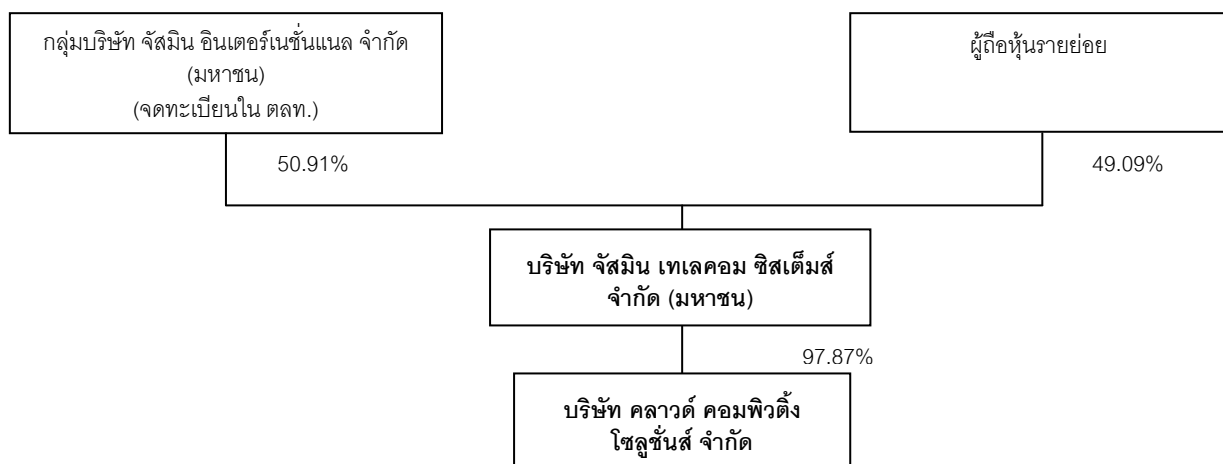 กลุ่มบริษัท จัสมิน อินเตอร์เนชั่นแนล จำกัด
(มหาชน)
(จดทะเบียนใน ตลท.)
ผู้ถือหุ้นรายย่อย
50.91%
49.09%
บริษัท จัสมิน เทเลคอม ซิสเต็มส์
จำกัด (มหาชน)
97.87%
บริษัท คลาวด์ คอมพิวติ้ง
โซลูชั่นส์ จำกัด